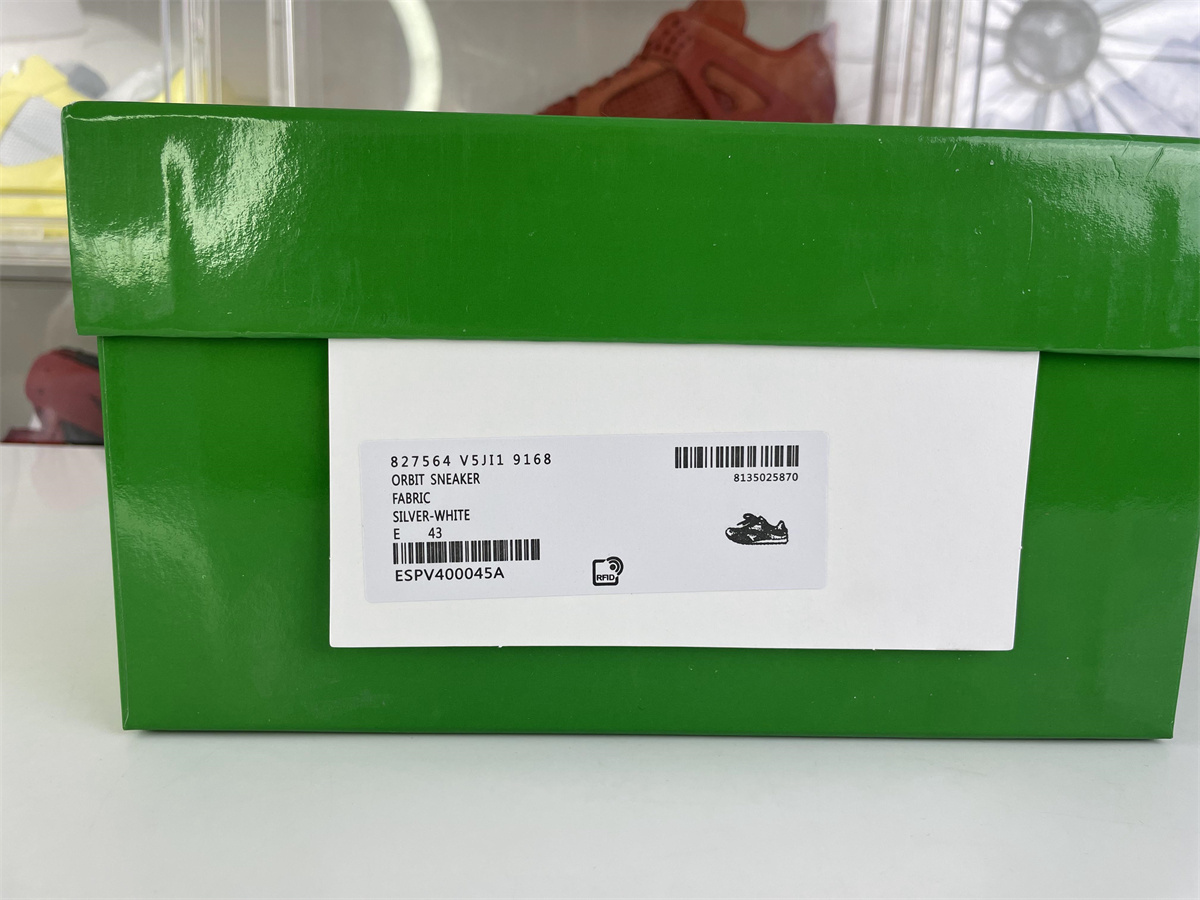 827564 V5JI1 9168
ORBIT SNEAKER
FABRIC
SILVER-WHITE
E 43
ESPV400045A
8135025870
RFID